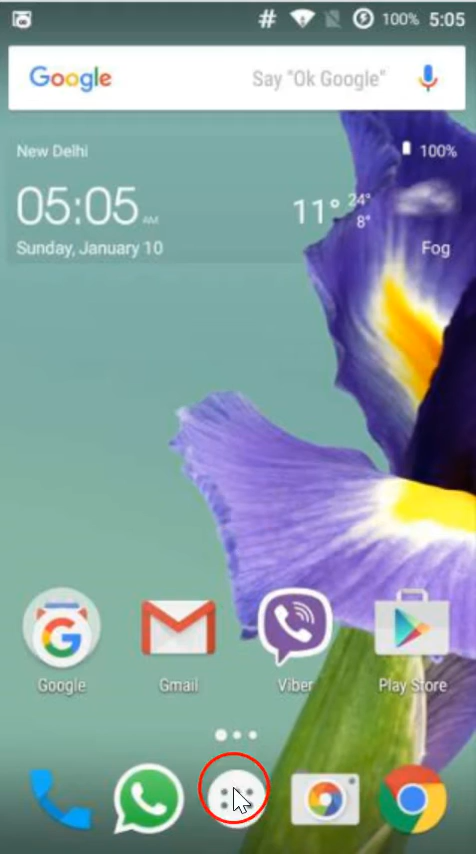 # 100% 5:05
Google Say "Ok Google"
New Delhi 100%
05:05 AM 11° 24° 8°
Sunday, January 10 Fog
Google Gmail Viber Play Store